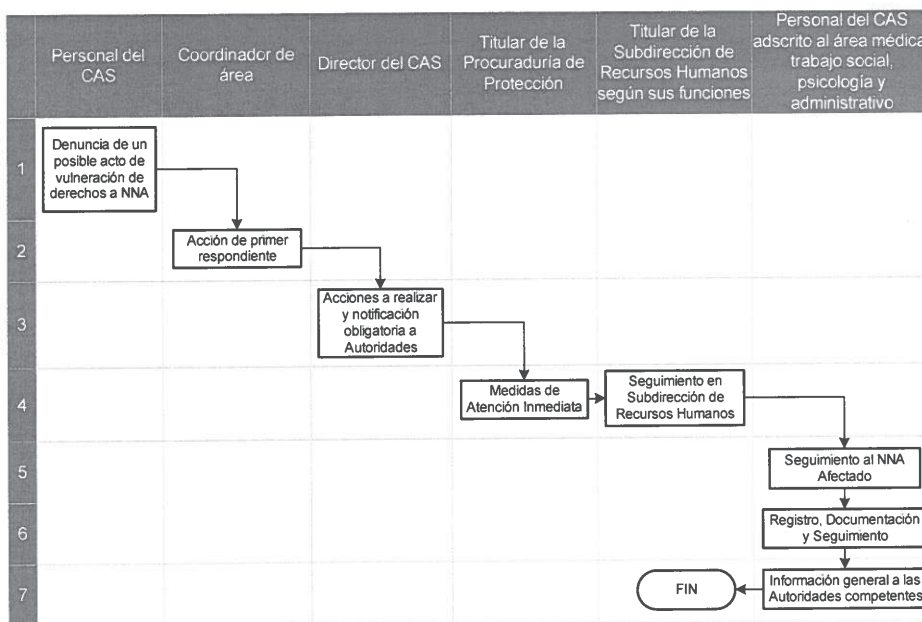 Personal del
CAS
Coordinador de
área
Director del CAS
Titular de la
Procuraduría de
Protección
Titular de la
Subdirección de
Recursos Humanos
según sus funciones
Personal del CAS
adscrito al área médica
trabajo social,
psicología y
administrativo
1
Denuncia de un
posible acto de
vulneración de
derechos a NNA
2
Acción de primer
respondiente
3
Acciones a realizar
y notificación
obligatoria a
Autoridades
4
Medidas de
Atención Inmediata
Seguimiento en
Subdirección de
Recursos Humanos
5
Seguimiento al NNA
Afectado
6
Registro, Documentación
y Seguimiento
7
FIN
Información general a las
Autoridades competentes